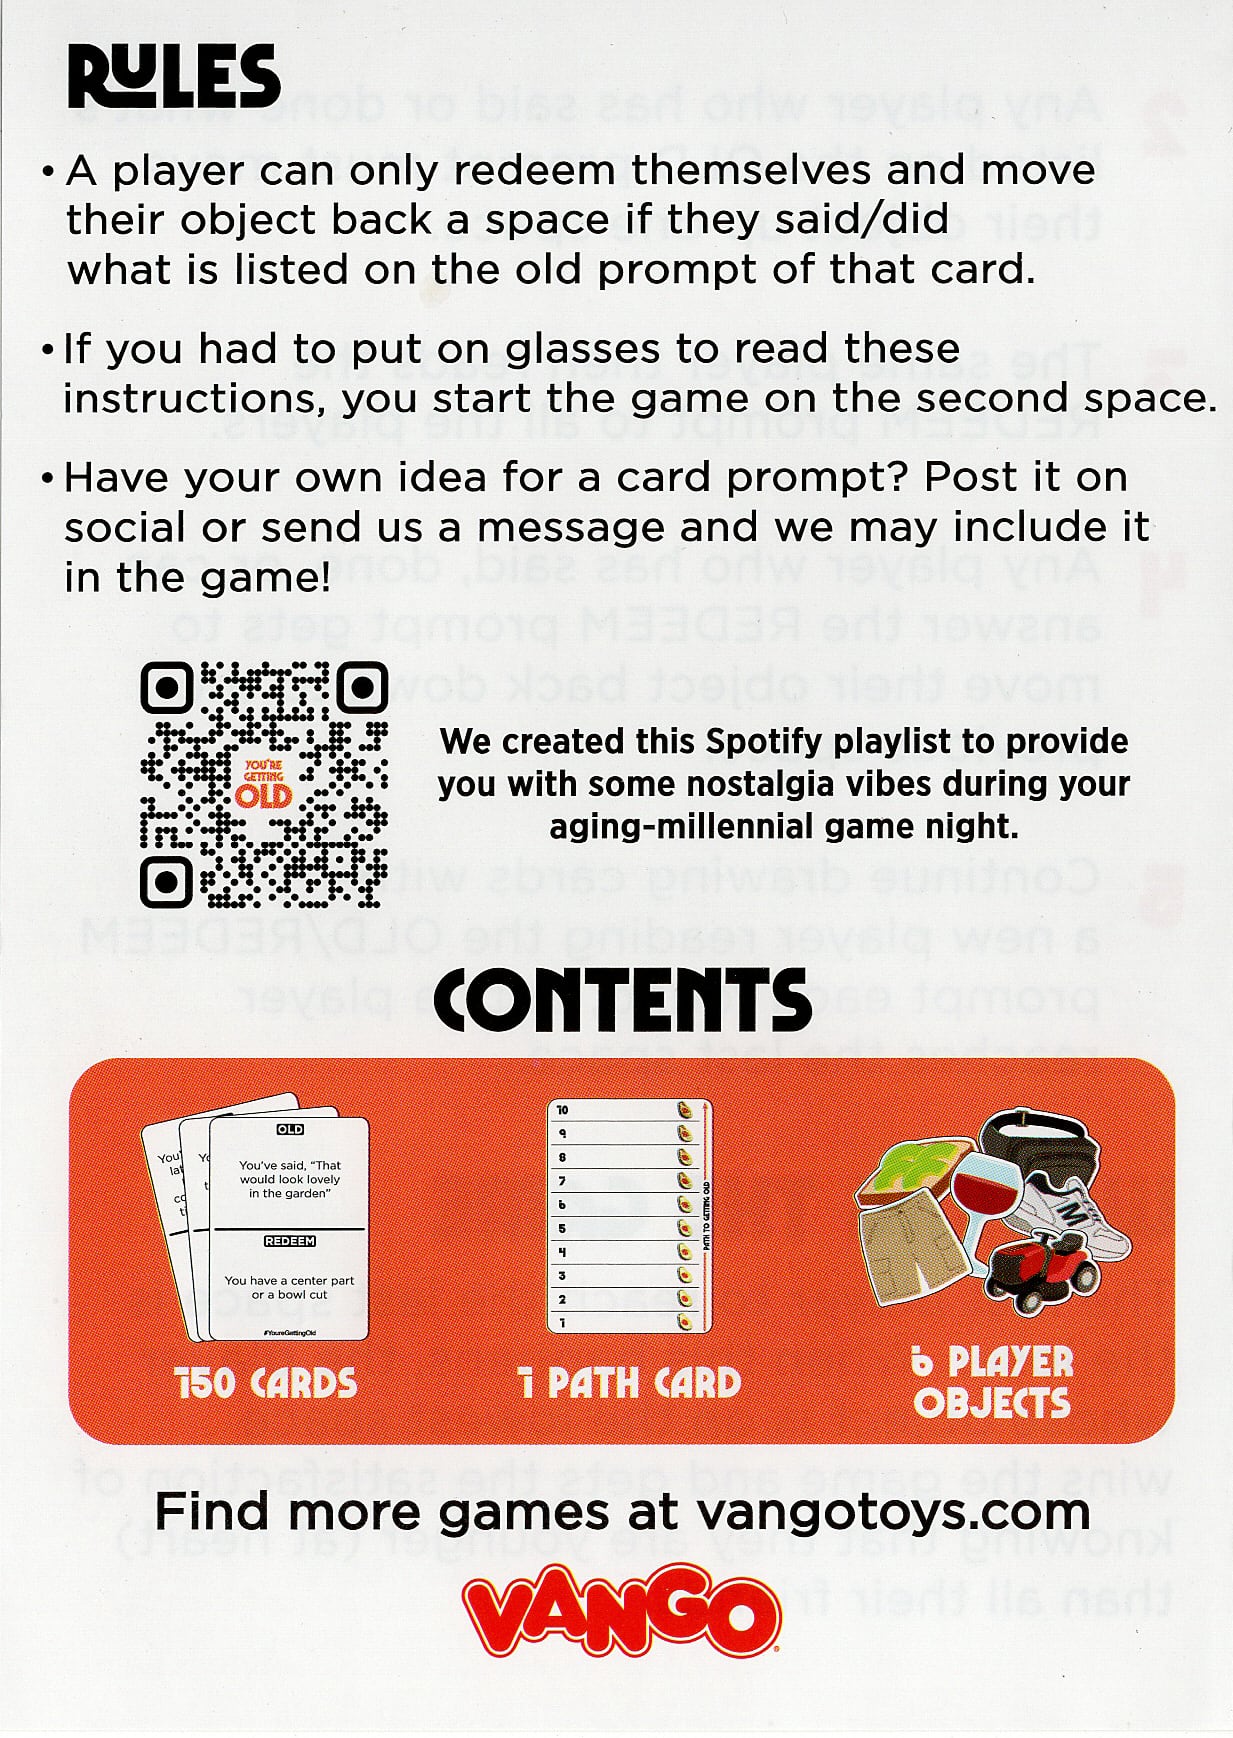 RULES
• A player can only redeem themselves and move
their object back a space if they said/did
what is listed on the old prompt of that card.
• If you had to put on glasses to read these
instructions, you start the game on the second space.
• Have your own idea for a card prompt? Post it on
social or send us a message and we may include it
in the game!
YOU'RE
GETTING
OLD
We created this Spotify playlist to provide
you with some nostalgia vibes during your
aging-millennial game night.
CONTENTS
OLD
You've said, "That
would look lovely
in the garden"
REDEEM
You have a center part
or a bowl cut
#YoureGettingOld
150 CARDS
10
9
8
7
6
5
4
3
2
1
PATH TO GETTING OLD
1 PATH CARD
M
6 PLAYER
OBJECTS
Find more games at vangotoys.com
VANGO